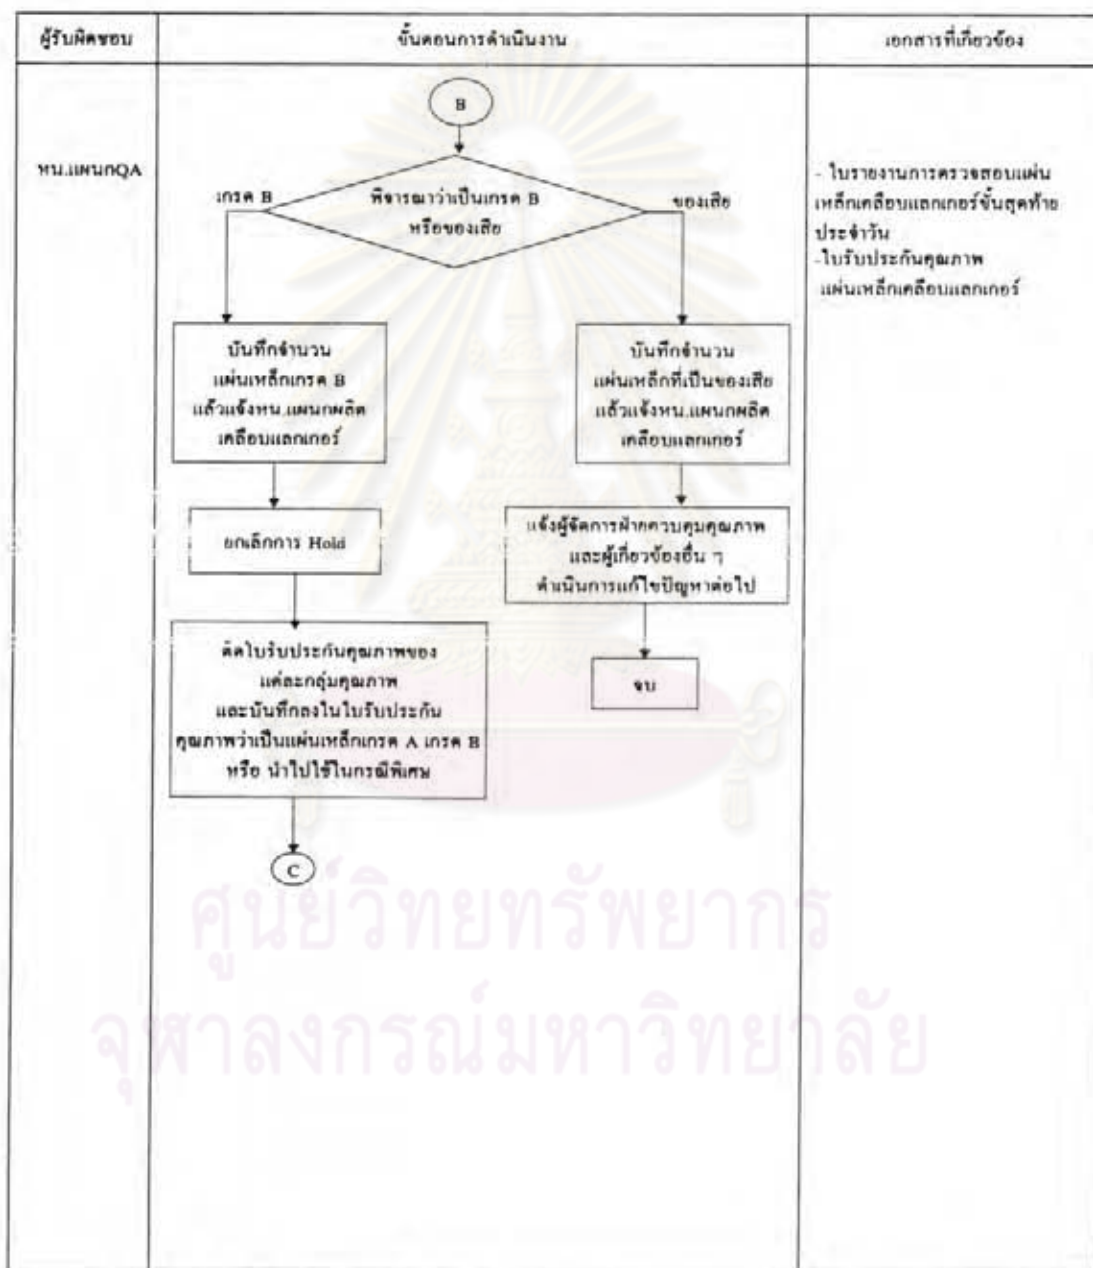 ผู้รับผิดชอบ
ขั้นตอนการดำเนินงาน
เอกสารที่เกี่ยวข้อง
B
หน.แผนกQA
เกรด B
พิจารณาว่าเป็นเกรด B
หรือของเสีย
ของเสีย
- ใบรายงานการตรวจสอบแผ่น
เหล็กเคลือบแลกเกอร์ขั้นสุดท้าย
ประจำวัน
-ใบรับประกันคุณภาพ
แผ่นเหล็กเคลือบแลกเกอร์
บันทึกจำนวน
แผ่นเหล็กเกรด B
แล้วแจ้งหน.แผนกผลิต
เคลือบแลกเกอร์
บันทึกจำนวน
แผ่นเหล็กที่เป็นของเสีย
แล้วแจ้งหน.แผนกผลิต
เคลือบแลกเกอร์
ยกเลิกการ Hold
แจ้งผู้จัดการฝ่ายควบคุมคุณภาพ
และผู้เกี่ยวข้องอื่น ๆ
ดำเนินการแก้ไขปัญหาต่อไป
ติดใบรับประกันคุณภาพของ
แต่ละกลุ่มคุณภาพ
และบันทึกลงในใบรับประกัน
คุณภาพว่าเป็นแผ่นเหล็กเกรด A เกรด B
หรือ นำไปใช้ในกรณีพิเศษ
จบ
C
ศูนย์วิทยทรัพยากร
จุฬาลงกรณ์มหาวิทยาลัย